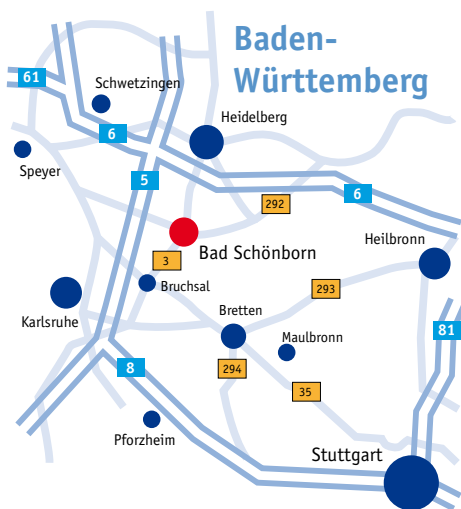 Baden-
Württemberg
61
Schwetzingen
Heidelberg
6
Speyer
5
6
292
Bad Schönborn
Heilbronn
3
Bruchsal
293
Karlsruhe
Bretten
81
Maulbronn
8
294
35
Pforzheim
Stuttgart